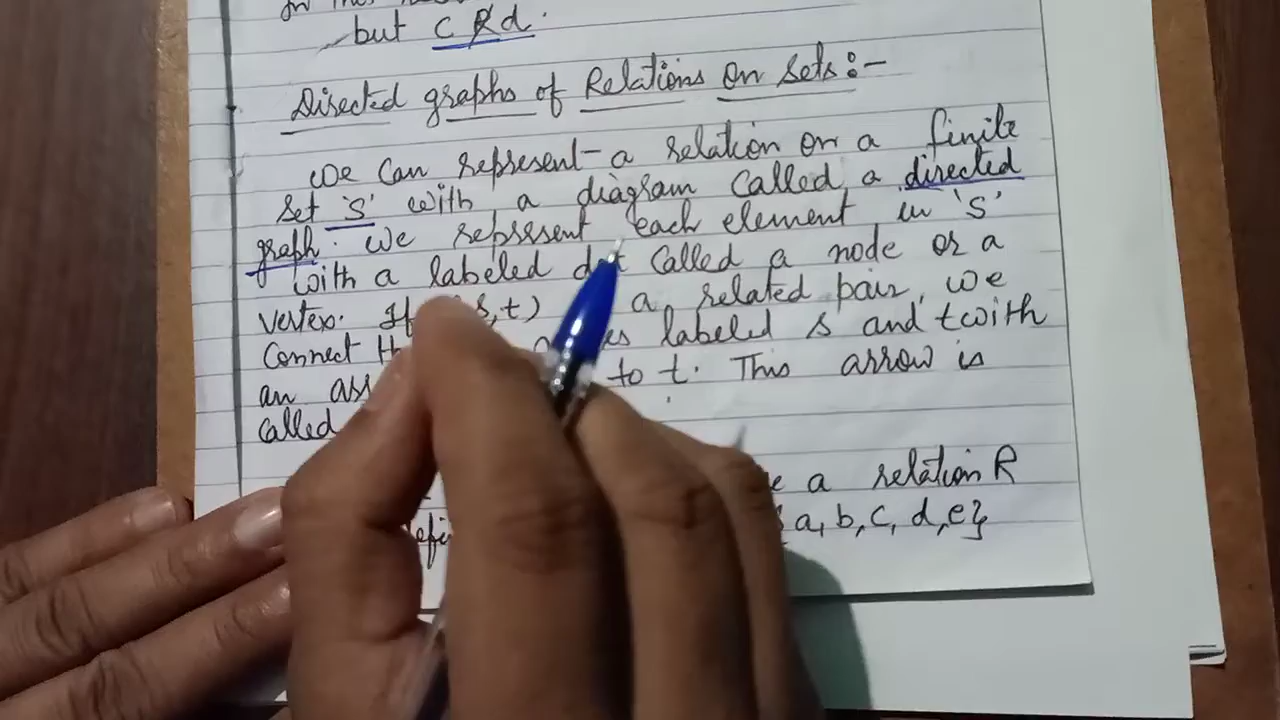 but c R̸ d.
Directed graphs of Relations on Sets:-
We can represent a relation on a finite
set 'S' with a diagram called a directed
graph. We represent each element in 'S'
with a labeled dot called a node or a
vertex. If (s,t) a related pair, we
Connect labeled s and t with
an to t. This arrow is
called
a relation R
a, b, c, d, e}